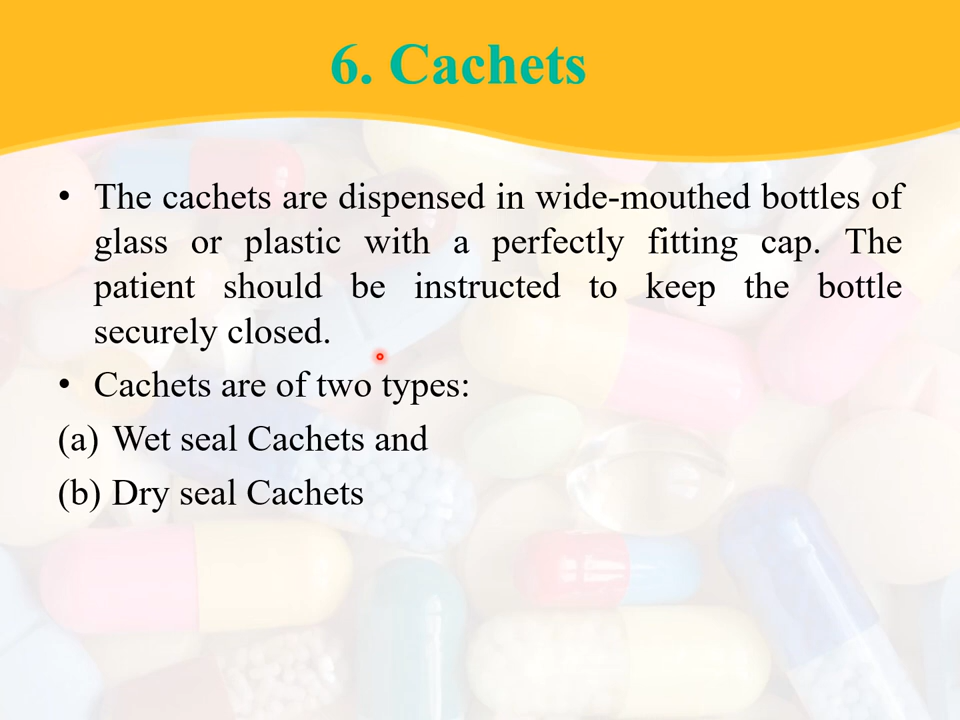 6. Cachets
• The cachets are dispensed in wide-mouthed bottles of
glass or plastic with a perfectly fitting cap. The
patient should be instructed to keep the bottle
securely closed.
• Cachets are of two types:
(a) Wet seal Cachets and
(b) Dry seal Cachets